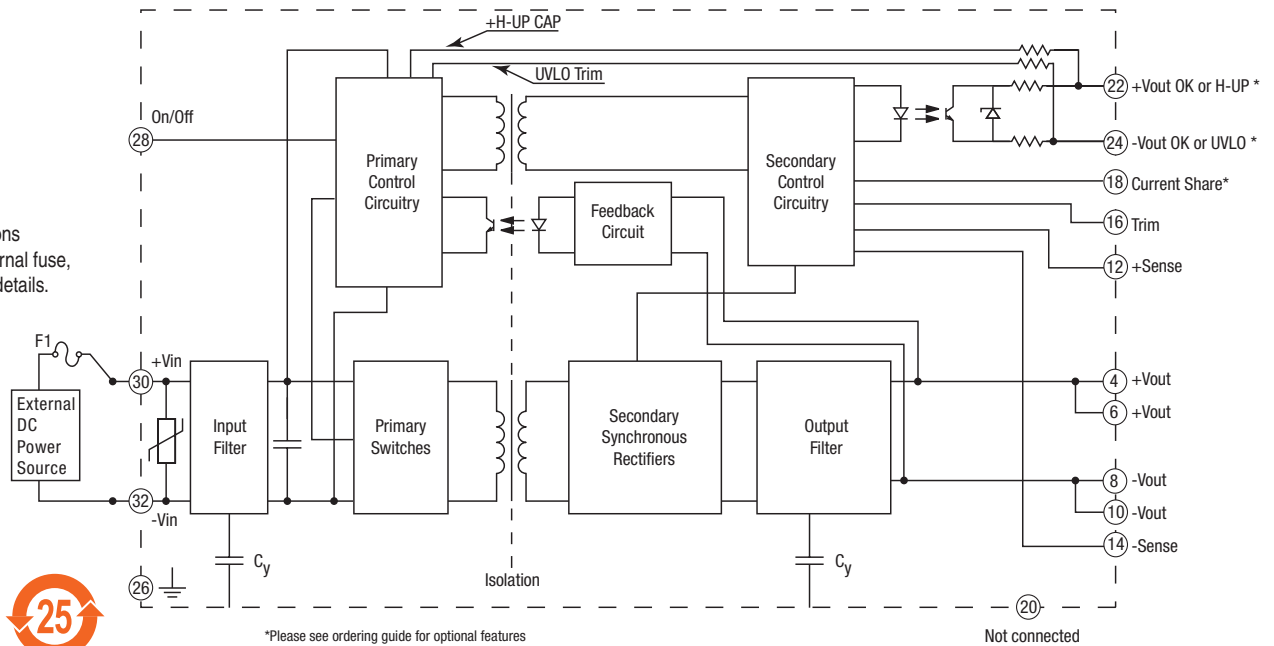 +H-UP CAP
UVLO Trim
On/Off
28
Primary
Control
Circuitry
Secondary
Control
Circuitry
Feedback
Circuit
22 +Vout OK or H-UP *
24 -Vout OK or UVLO *
18 Current Share*
16 Trim
12 +Sense
ons
rnal fuse,
details.
F1
+Vin
30
External
DC
Power
Source
Input
Filter
Primary
Switches
Secondary
Synchronous
Rectifiers
Output
Filter
4 +Vout
6 +Vout
8 -Vout
10 -Vout
14 -Sense
32
-Vin
Cy
Cy
Isolation
26
25
20
*Please see ordering guide for optional features
Not connected